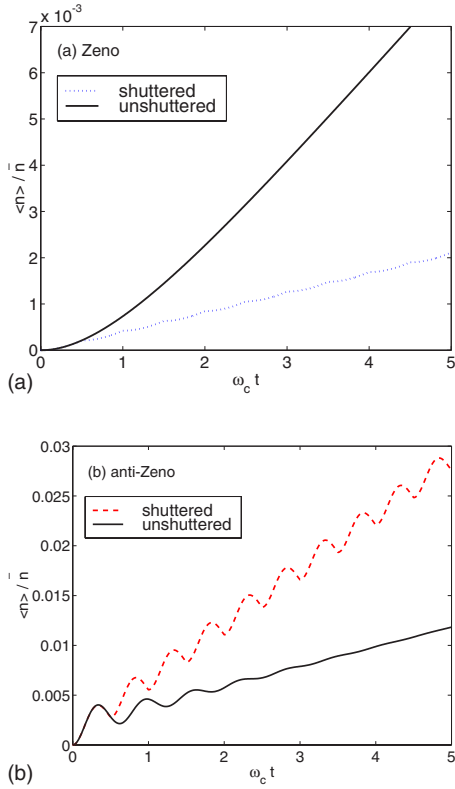 7 x 10⁻³
(a) Zeno
shuttered
unshuttered
6
5
4
3
2
1
0
<n> / n̄
0 1 2 3 4 5
ω_c t
(a)
0.03
(b) anti-Zeno
shuttered
unshuttered
0.025
0.02
0.015
0.01
0.005
0
<n> / n̄
0 1 2 3 4 5
ω_c t
(b)